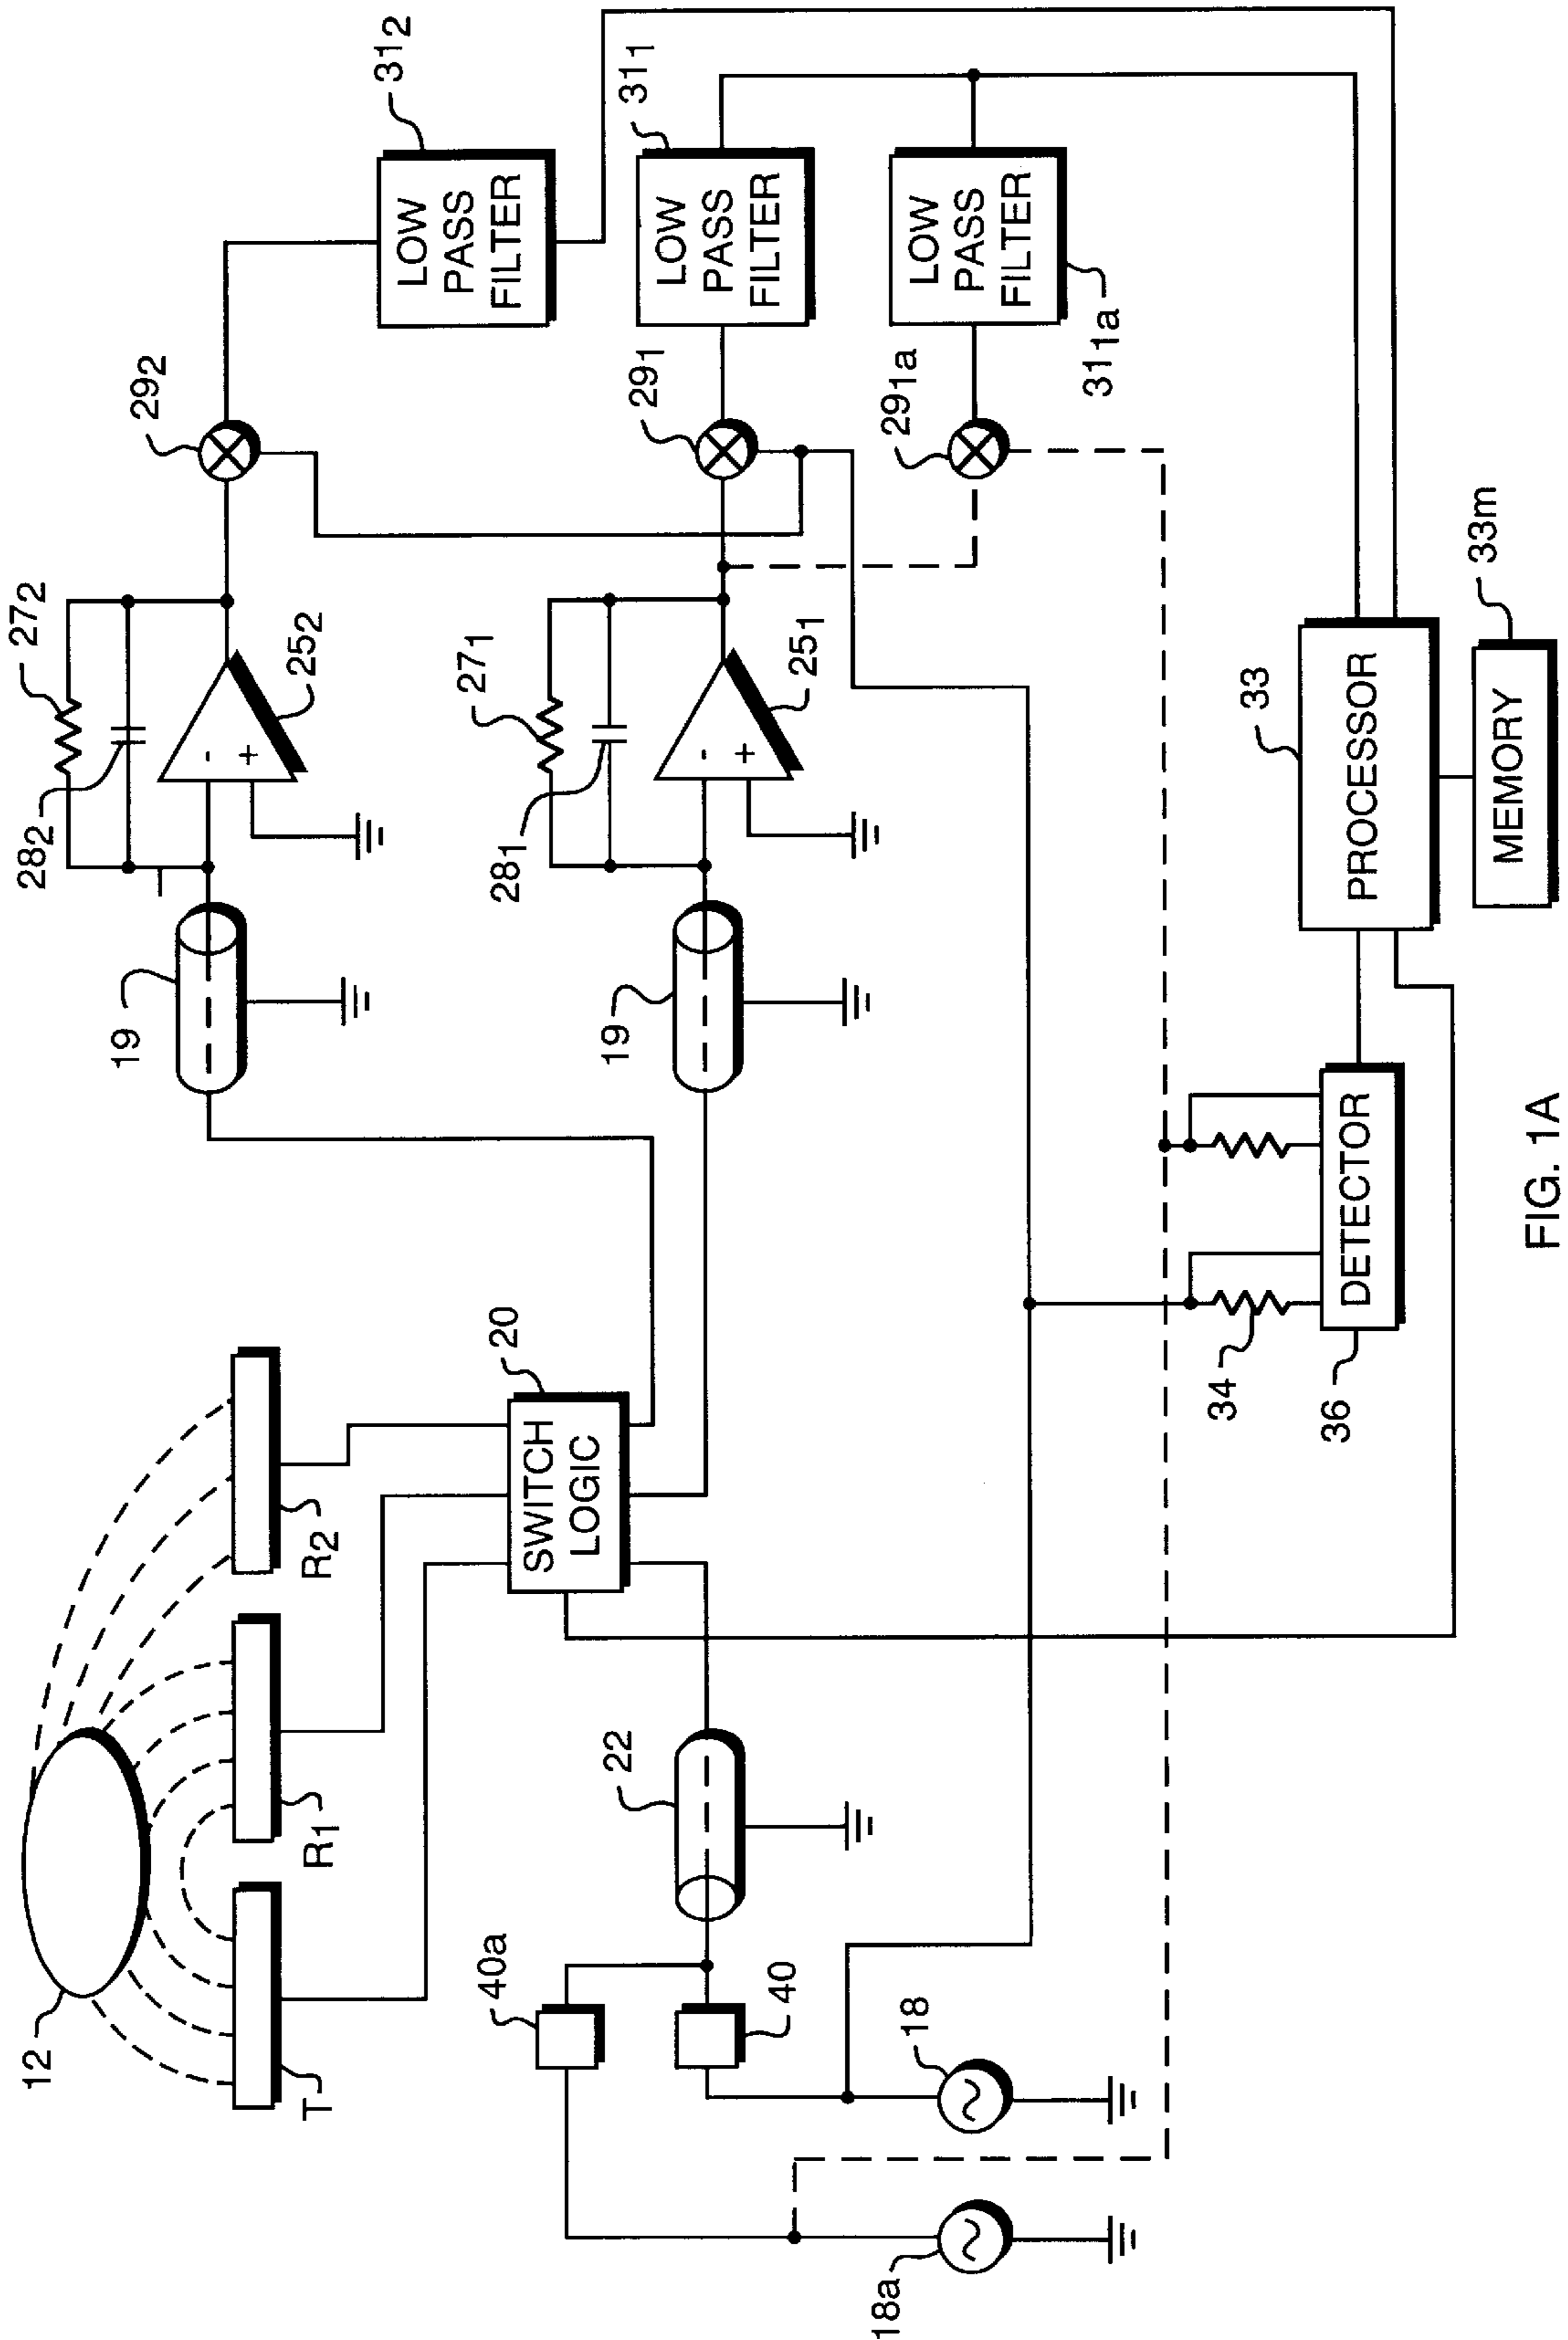 12
T
R1
R2
SWITCH
LOGIC
20
19
19
22
40a
40
18
18a
272
282
-
+
252
292
LOW
PASS
FILTER
312
271
281
-
+
251
291
LOW
PASS
FILTER
311
291a
LOW
PASS
FILTER
311a
34
36
DETECTOR
33
PROCESSOR
MEMORY
33m
FIG. 1A